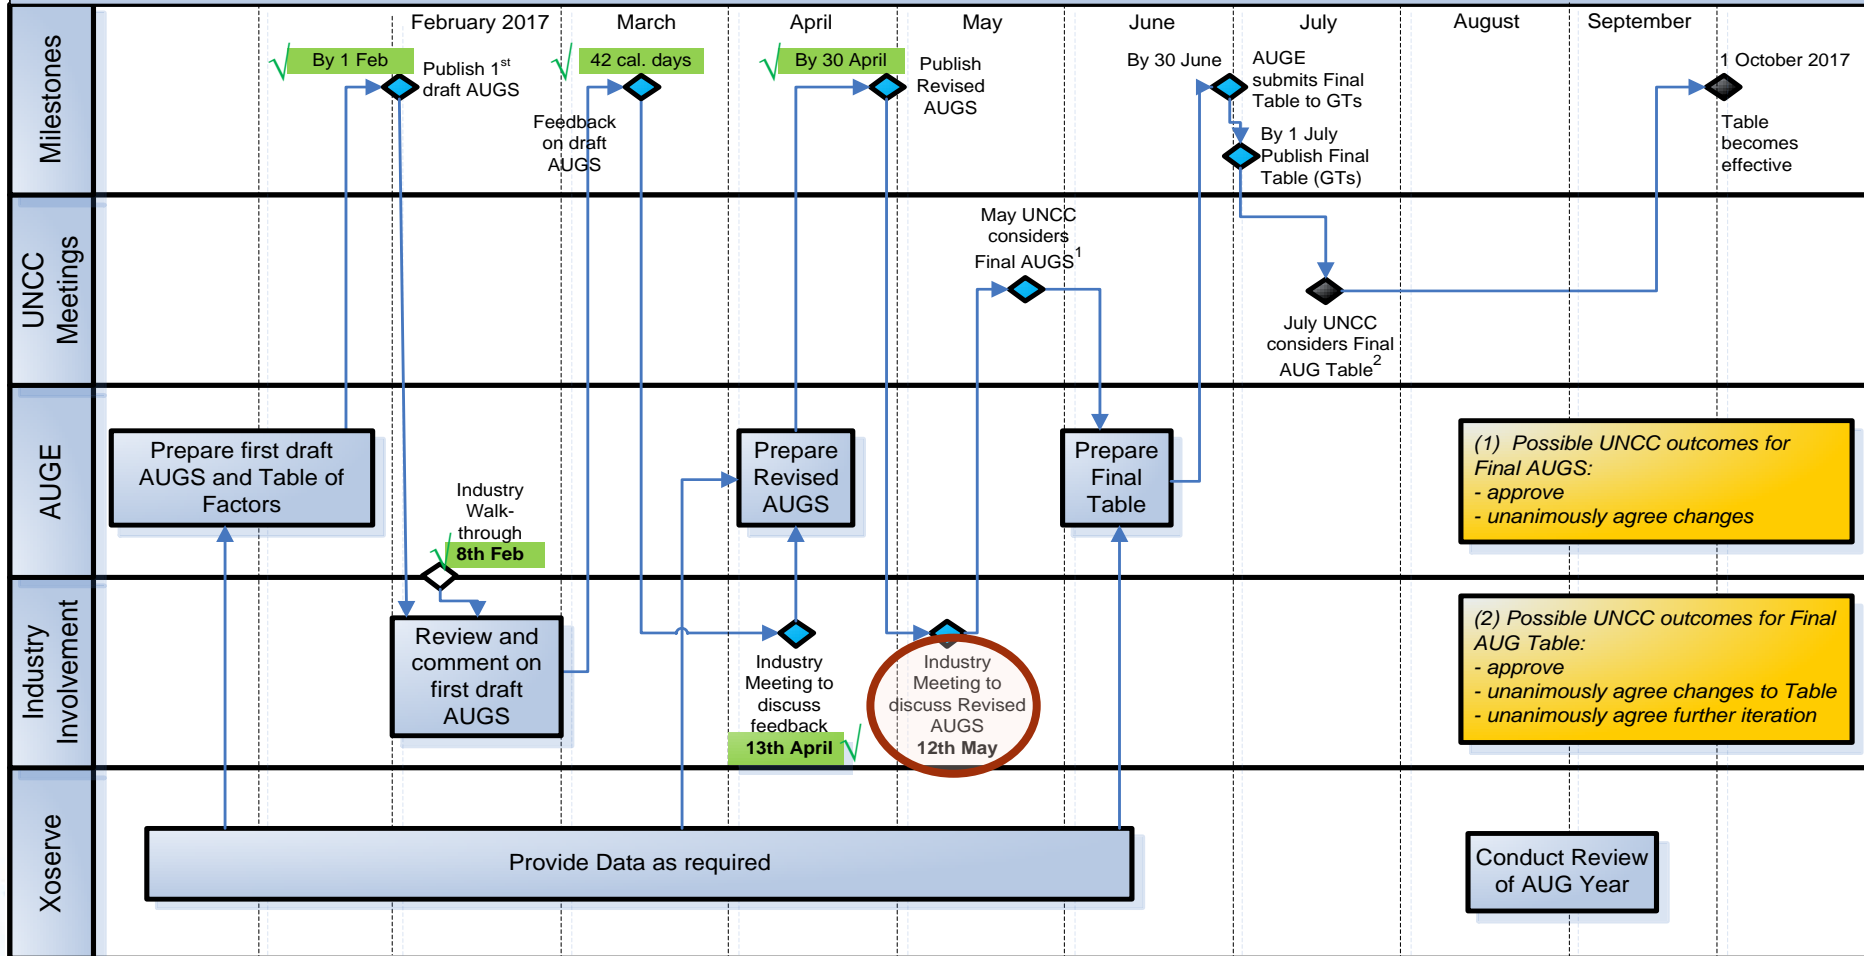 February 2017
March
April
May
June
July
August
September
Milestones
By 1 Feb
Publish 1st
draft AUGS
42 cal. days
Feedback
on draft
AUGS
By 30 April
Publish
Revised
AUGS
By 30 June
AUGE
submits Final
Table to GTs
By 1 July
Publish Final
Table (GTs)
1 October 2017
Table
becomes
effective
UNCC
Meetings
May UNCC
considers
Final AUGS1
July UNCC
considers Final
AUG Table2
AUGE
Prepare first draft
AUGS and Table of
Factors
Industry
Walk-
through
8th Feb
Prepare
Revised
AUGS
Prepare
Final
Table
(1) Possible UNCC outcomes for
Final AUGS:
- approve
- unanimously agree changes
Industry
Involvement
Review and
comment on
first draft
AUGS
Industry
Meeting to
discuss
feedback
13th April
Industry
Meeting to
discuss Revised
AUGS
12th May
(2) Possible UNCC outcomes for Final
AUG Table:
- approve
- unanimously agree changes to Table
- unanimously agree further iteration
Xoserve
Provide Data as required
Conduct Review
of AUG Year